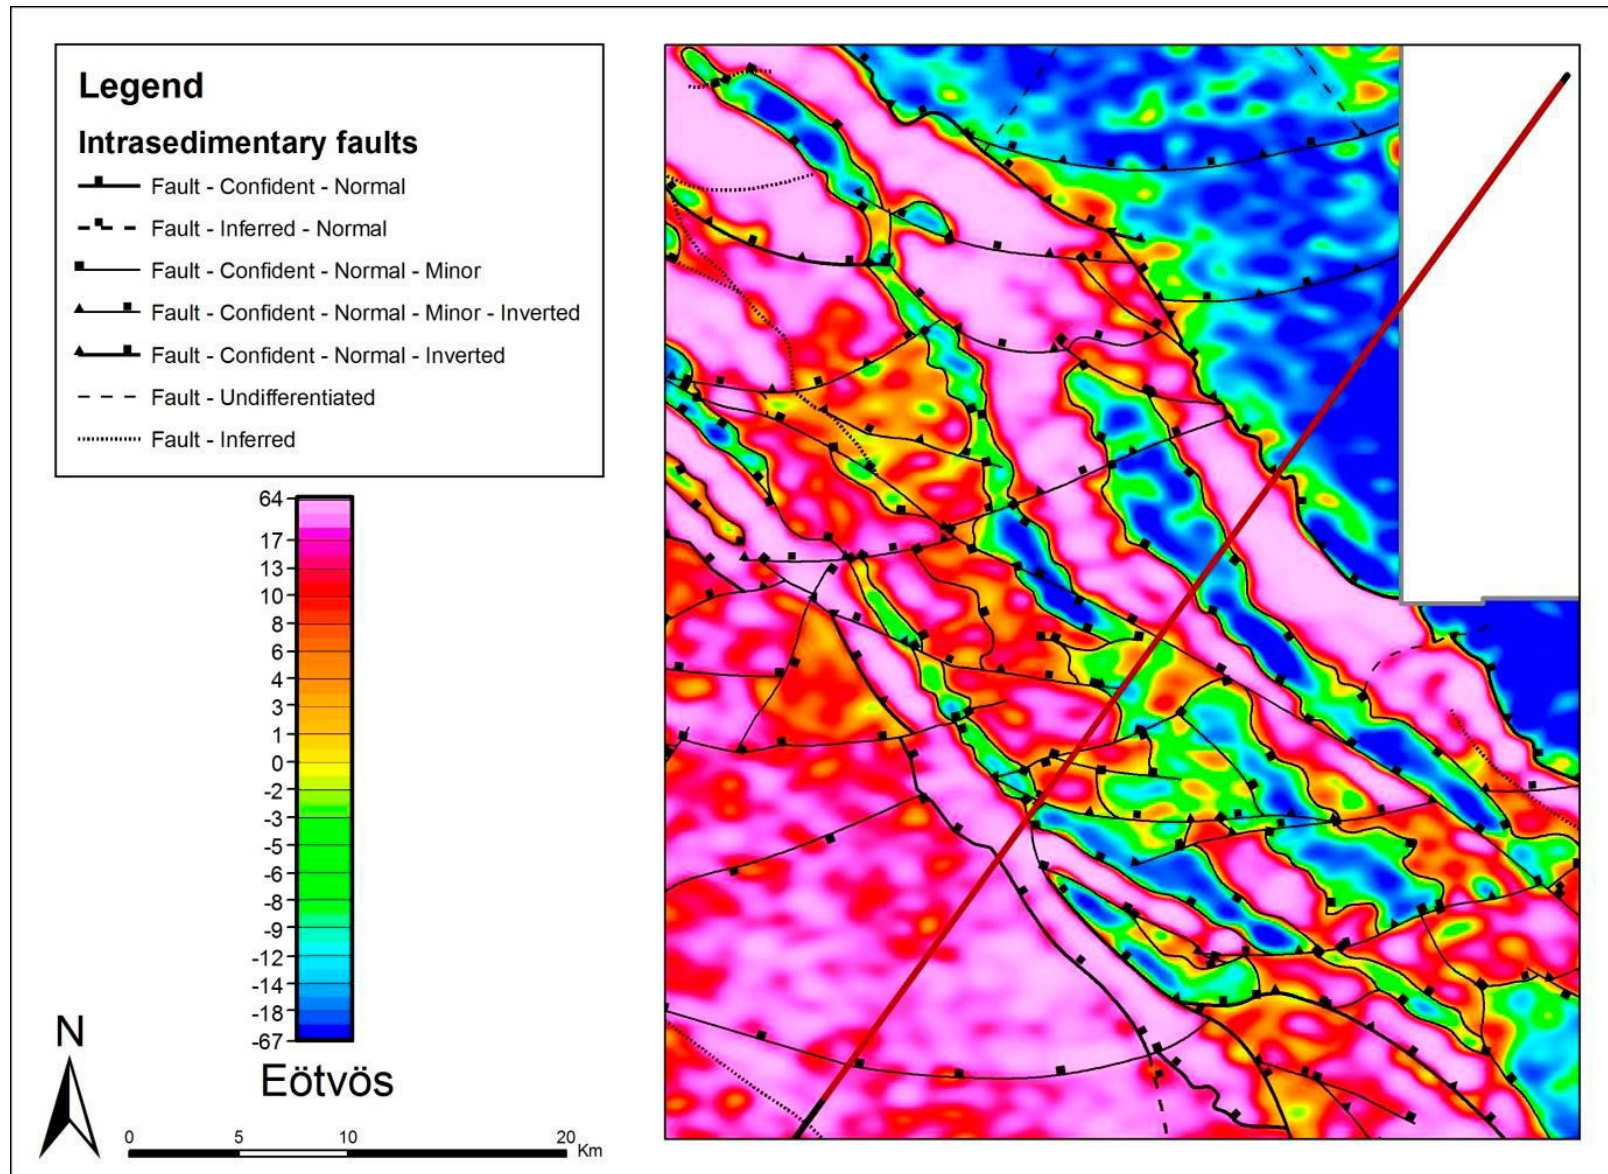 Legend
Intrasedimentary faults
Fault - Confident - Normal
Fault - Inferred - Normal
Fault - Confident - Normal - Minor
Fault - Confident - Normal - Minor - Inverted
Fault - Confident - Normal - Inverted
Fault - Undifferentiated
Fault - Inferred
64
17
13
10
8
6
4
3
1
0
-2
-3
-5
-6
-8
-9
-12
-14
-18
-67
Eötvös
N
0 5 10 20
Km